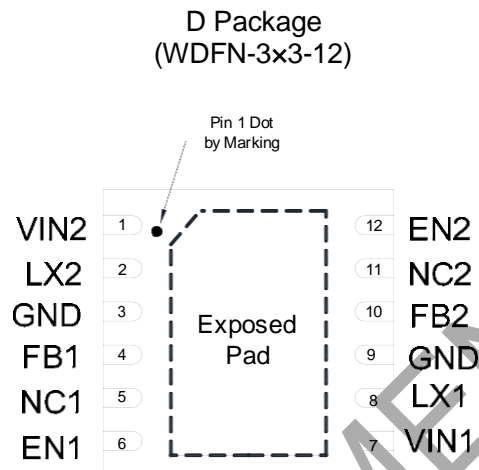 D Package
(WDFN-3×3-12)
Pin 1 Dot
by Marking
VIN2 1 12 EN2
LX2 2 11 NC2
GND 3 10 FB2
Exposed
Pad
FB1 4 9 GND
NC1 5 8 LX1
EN1 6 7 VIN1